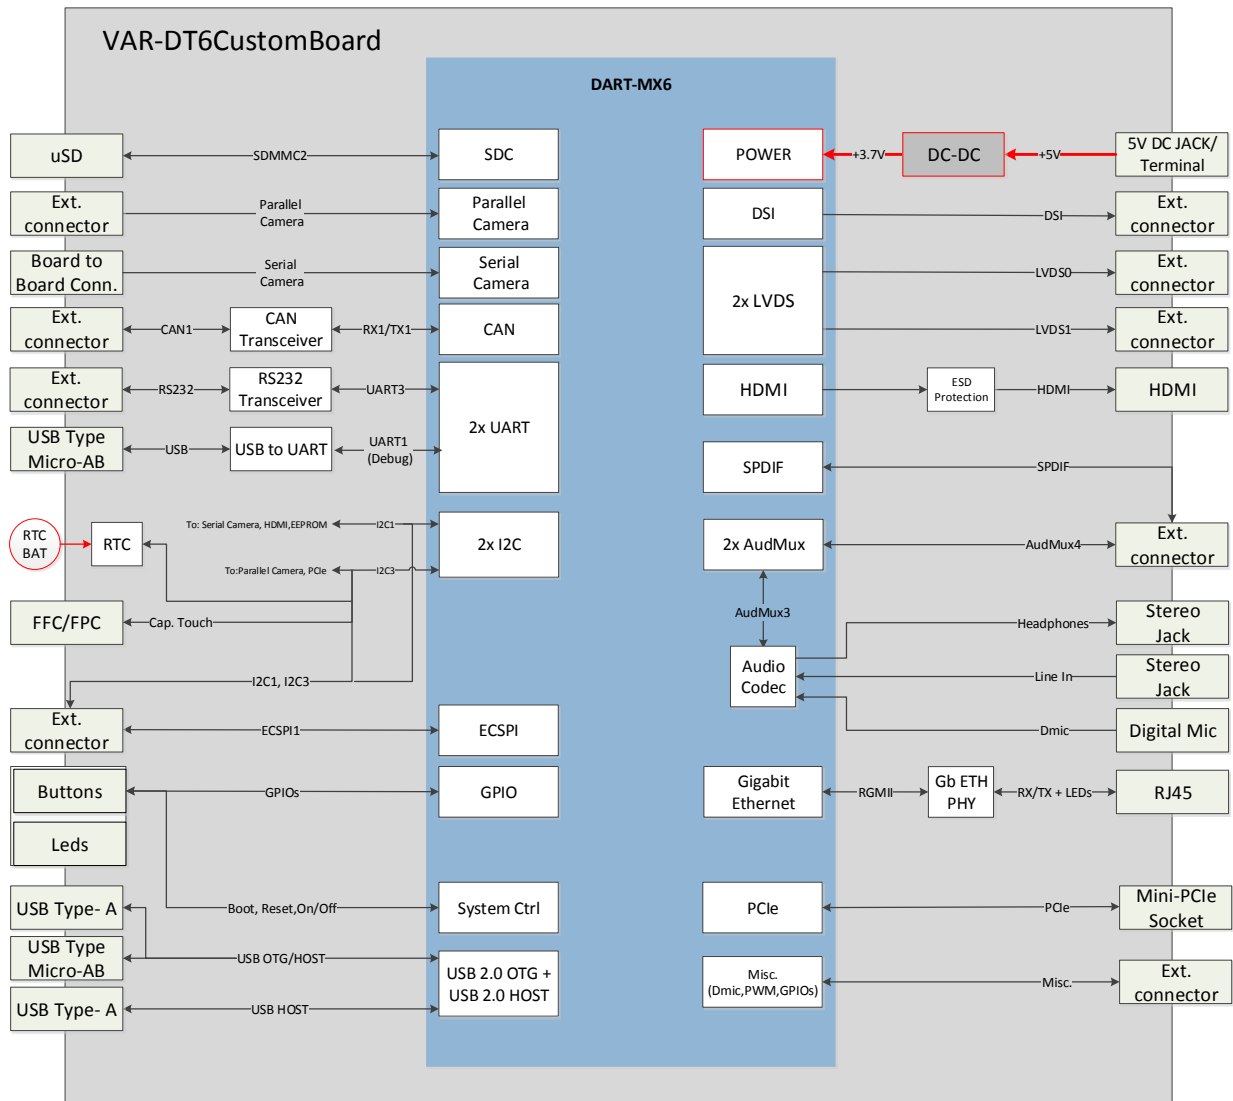 VAR-DT6CustomBoard
DART-MX6
uSD
SDMMC2
SDC
POWER
+3.7V
DC-DC
+5V
5V DC JACK/
Terminal
Ext.
connector
Parallel
Camera
Parallel
Camera
DSI
DSI
Ext.
connector
Board to
Board Conn.
Serial
Camera
Serial
Camera
2x LVDS
LVDS0
Ext.
connector
LVDS1
Ext.
connector
Ext.
connector
CAN1
CAN
Transceiver
RX1/TX1
CAN
Ext.
connector
RS232
RS232
Transceiver
UART3
2x UART
HDMI
ESD
Protection
HDMI
HDMI
USB Type
Micro-AB
USB
USB to UART
UART1
(Debug)
SPDIF
SPDIF
To: Serial Camera, HDMI,EEPROM
I2C1
2x I2C
RTC
BAT
RTC
To:Parallel Camera, PCIe
I2C3
2x AudMux
AudMux4
Ext.
connector
FFC/FPC
Cap. Touch
AudMux3
Headphones
Stereo
Jack
I2C1, I2C3
Audio
Codec
Line In
Stereo
Jack
Ext.
connector
ECSPI1
ECSPI
Dmic
Digital Mic
Buttons
GPIOs
GPIO
Gigabit
Ethernet
RGMII
Gb ETH
PHY
RX/TX + LEDs
RJ45
Leds
USB Type- A
Boot, Reset,On/Off
System Ctrl
PCIe
PCIe
Mini-PCIe
Socket
USB Type
Micro-AB
USB OTG/HOST
USB 2.0 OTG +
USB 2.0 HOST
Misc.
(Dmic,PWM,GPIOs)
Misc.
Ext.
connector
USB Type- A
USB HOST